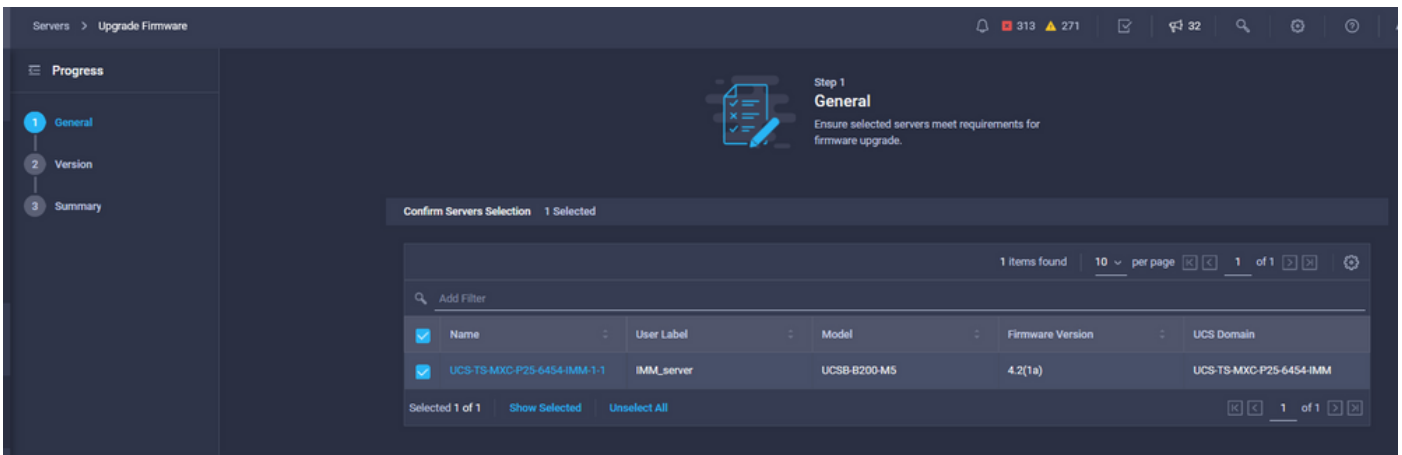 Servers > Upgrade Firmware
313 271 32
Progress
1 General
2 Version
3 Summary
Step 1
General
Ensure selected servers meet requirements for
firmware upgrade.
Confirm Servers Selection 1 Selected
1 items found 10 per page 1 of 1
Add Filter
Name User Label Model Firmware Version UCS Domain
UCS-TS-MXC-P25-6454-IMM-1-1 IMM_server UCSB-B200-M5 4.2(1a) UCS-TS-MXC-P25-6454-IMM
Selected 1 of 1 Show Selected Unselect All 1 of 1